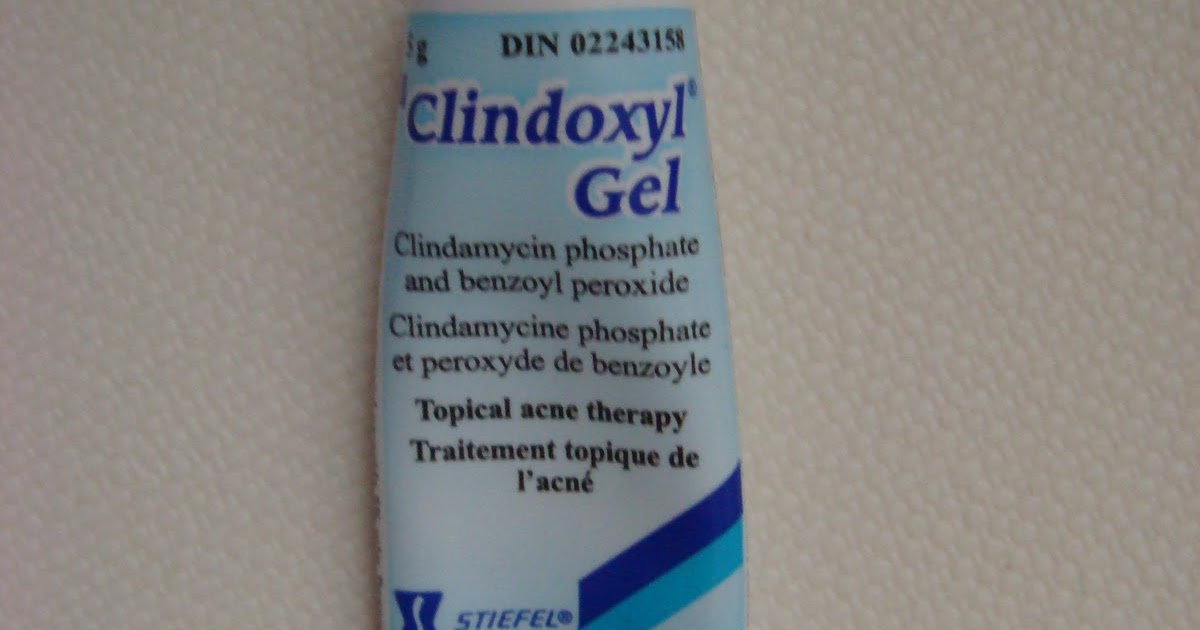 g DIN 02243158
Clindoxyl®
Gel
Clindamycin phosphate
and benzoyl peroxide
Clindamycine phosphate
et peroxyde de benzoyle
Topical acne therapy
Traitement topique de
l'acné
STIEFEL®